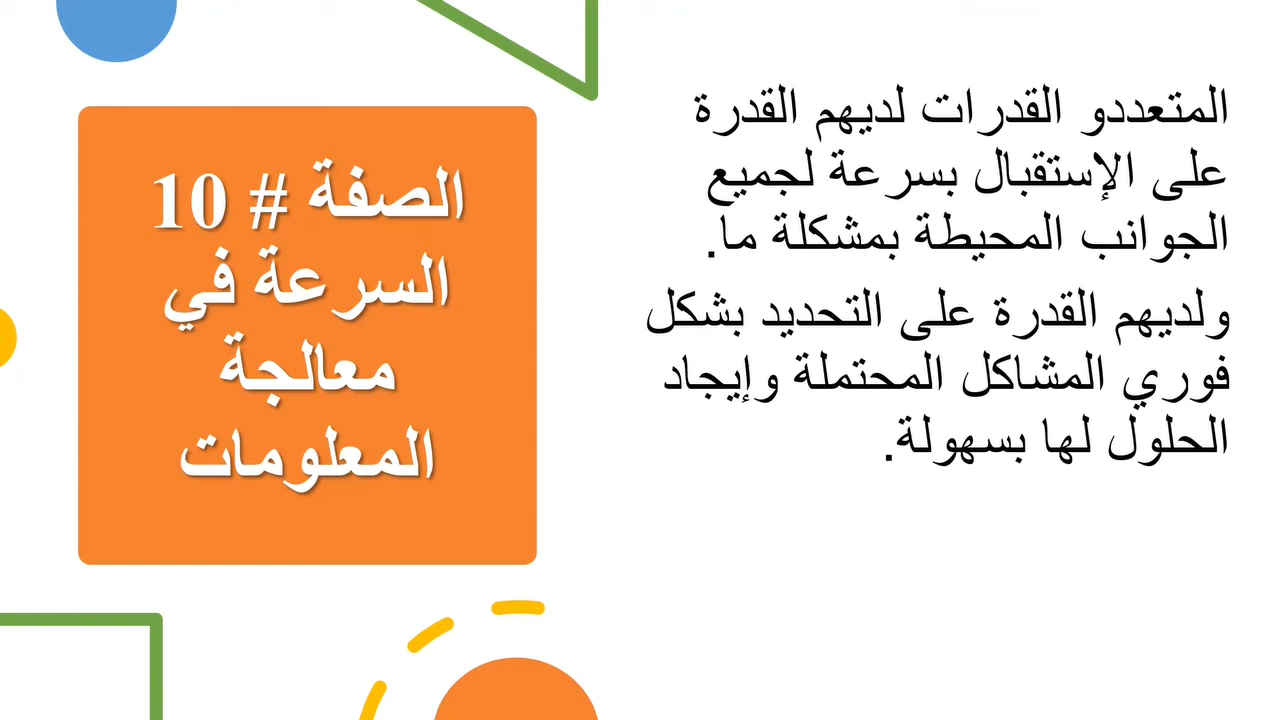 الصفة # 10
السرعة في
معالجة
المعلومات
المتعددو القدرات لديهم القدرة
على الإستقبال بسرعة لجميع
الجوانب المحيطة بمشكلة ما.
ولديهم القدرة على التحديد بشكل
فوري المشاكل المحتملة وإيجاد
الحلول لها بسهولة.